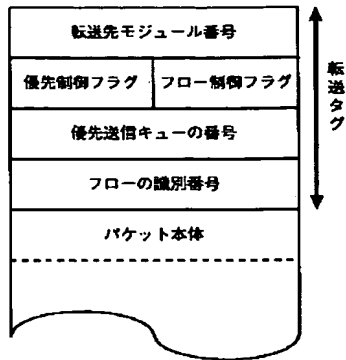 転送先モジュール番号
優先制御フラグ フロー制御フラグ
優先送信キューの番号
フローの識別番号
パケット本体
転送タグ